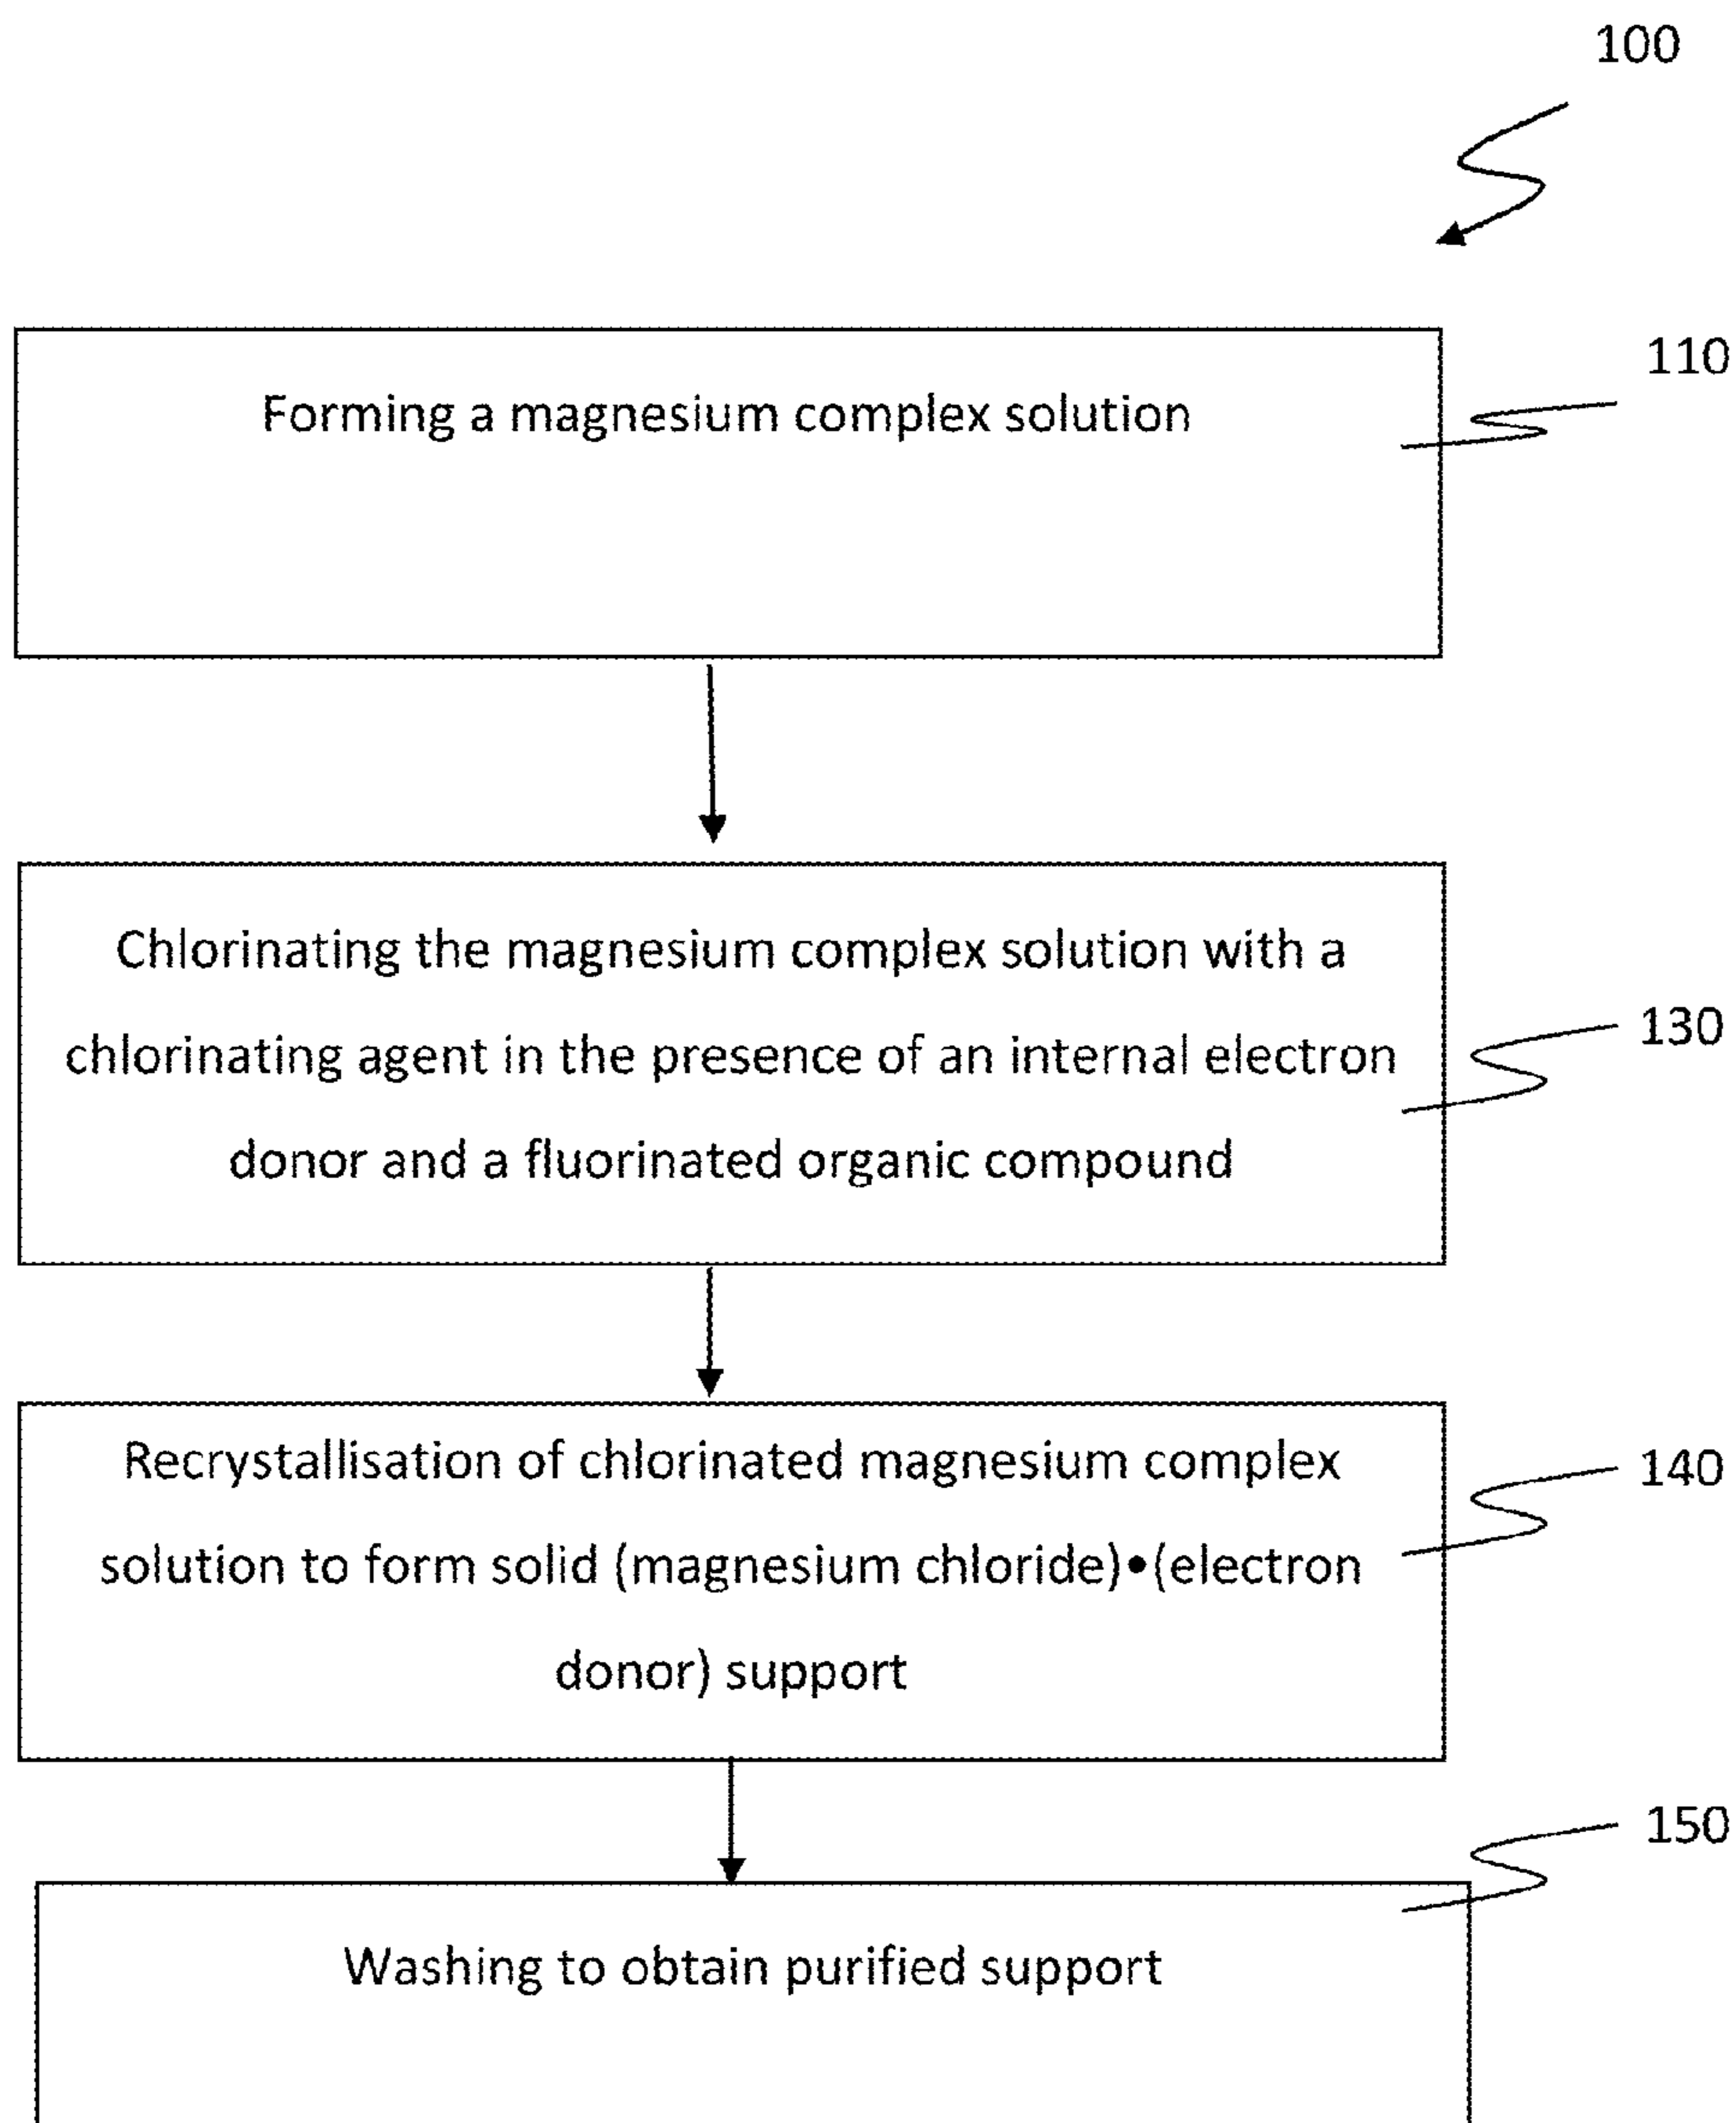 100
110
Forming a magnesium complex solution
Chlorinating the magnesium complex solution with a
chlorinating agent in the presence of an internal electron
donor and a fluorinated organic compound
130
Recrystallisation of chlorinated magnesium complex
solution to form solid (magnesium chloride)•(electron
donor) support
140
150
Washing to obtain purified support